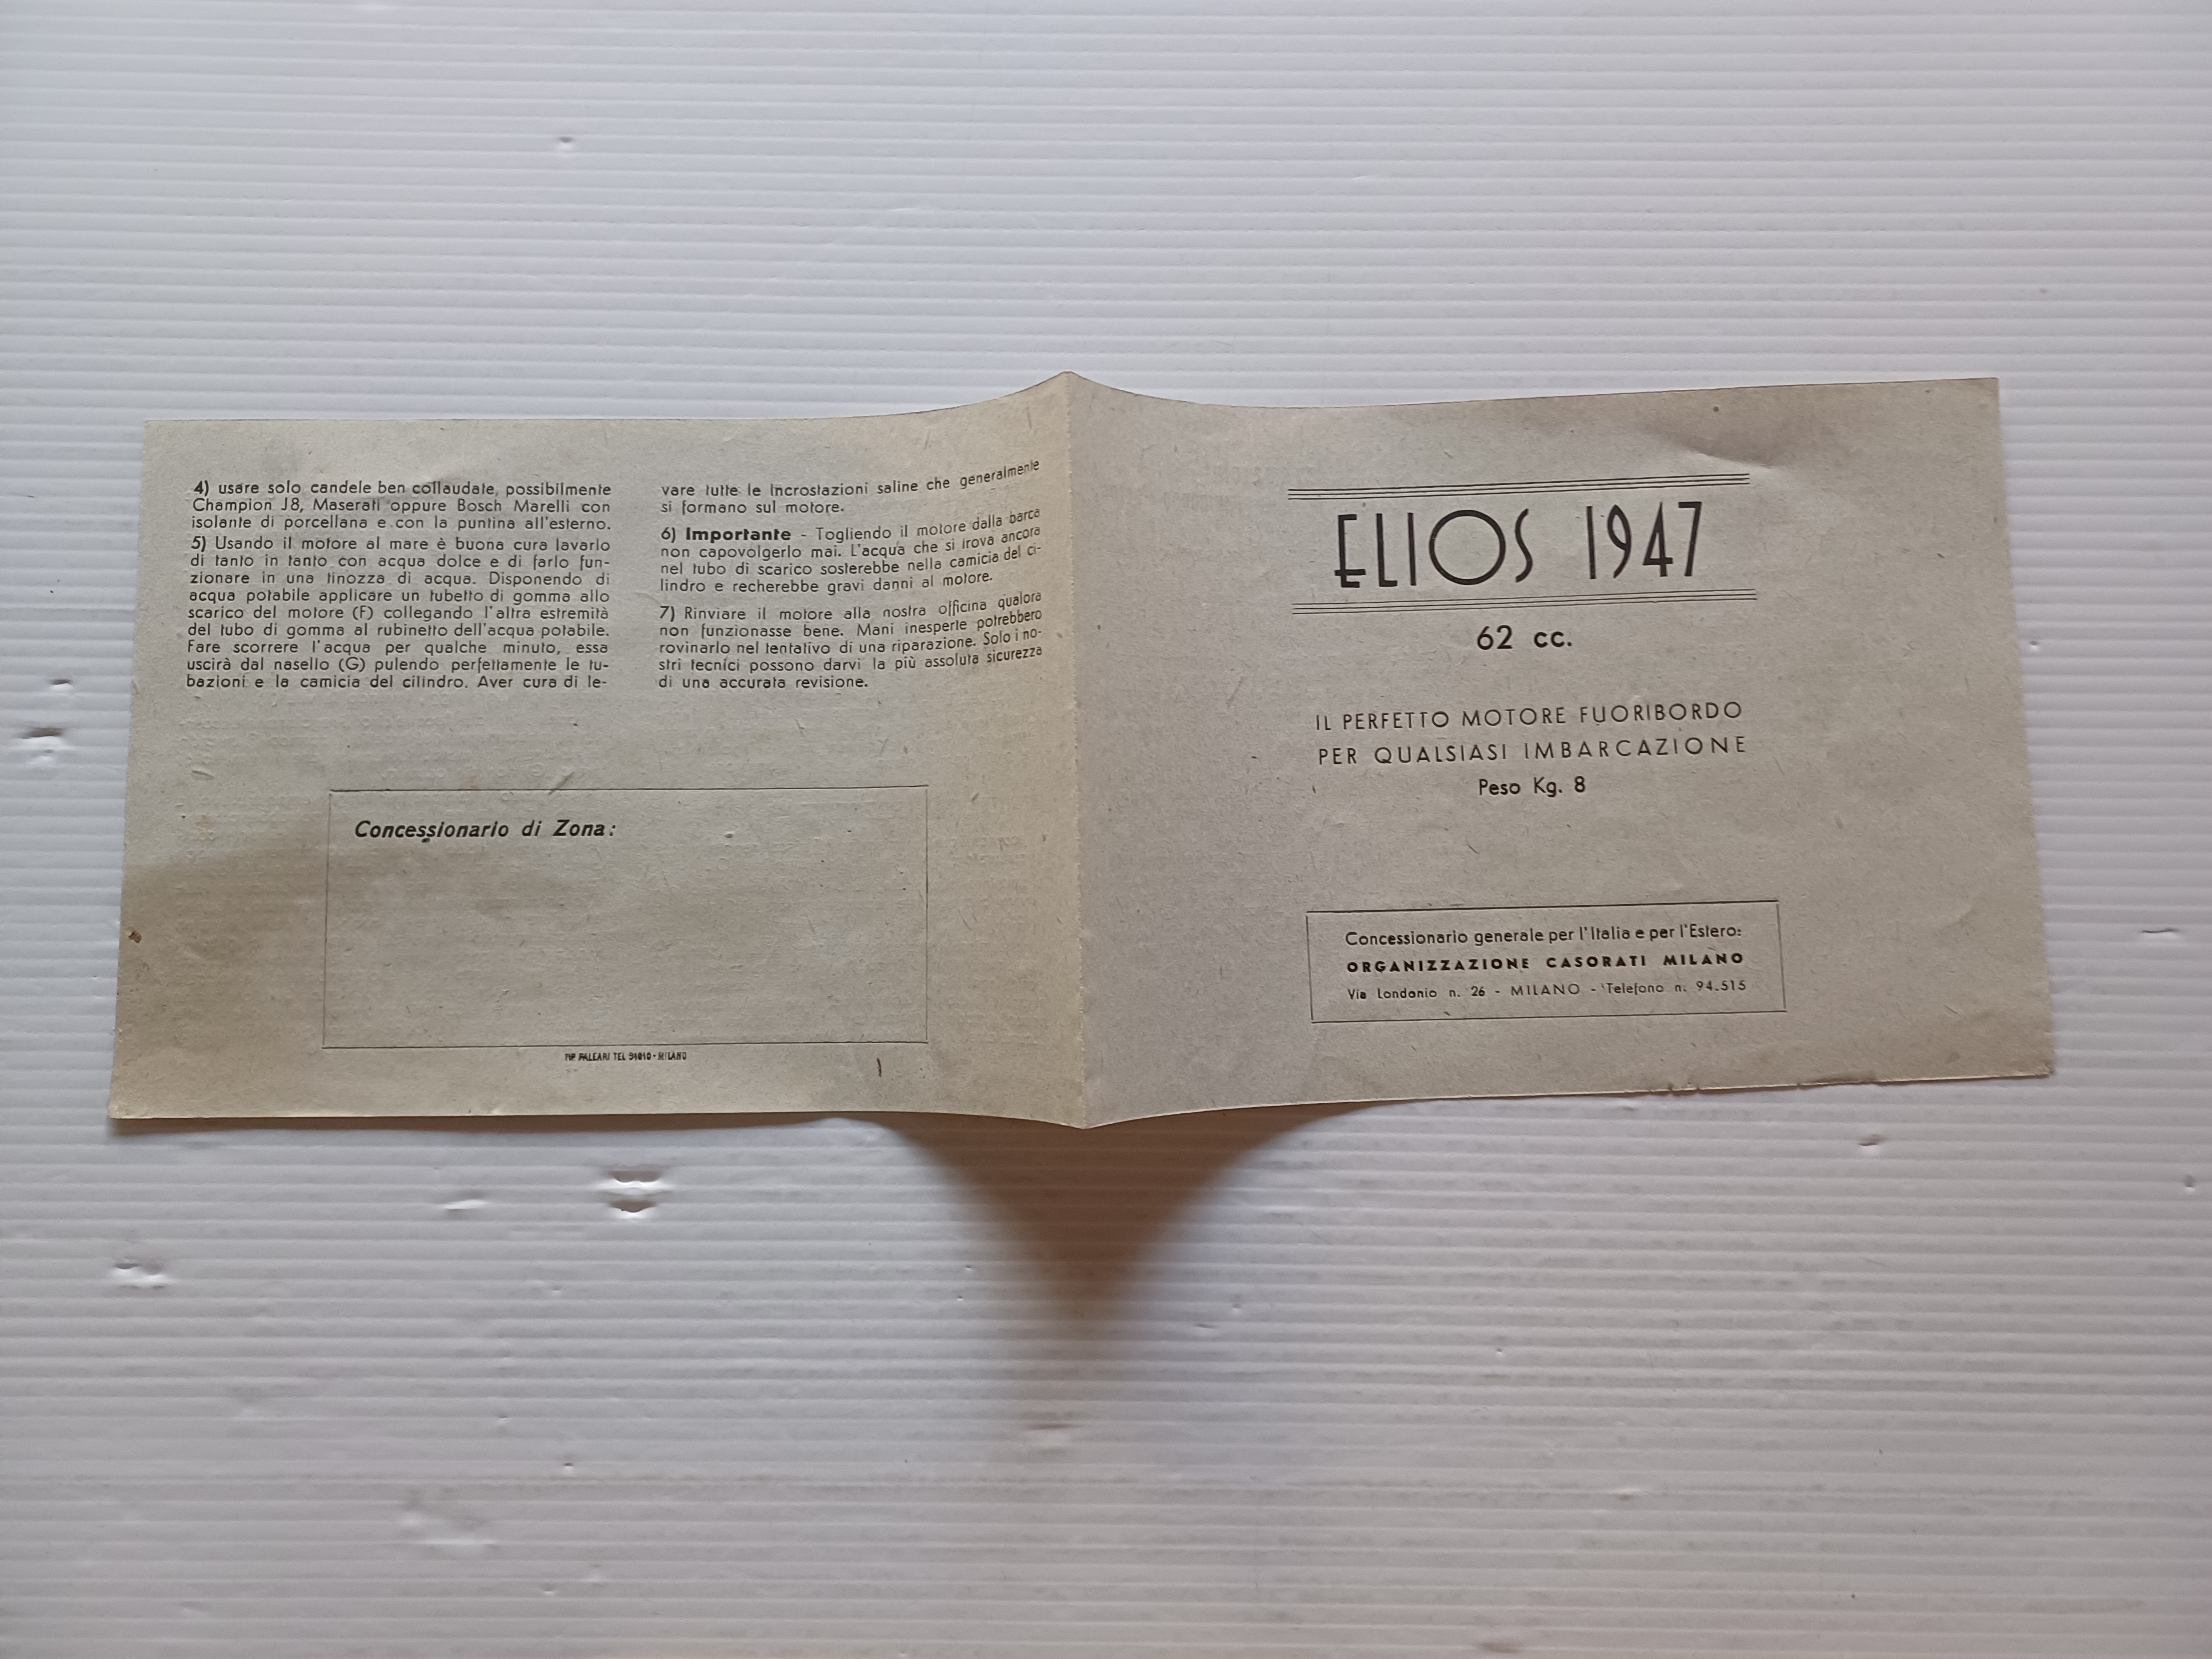 4) usare solo candele ben collaudate, possibilmente
Champion J8, Maserati oppure Bosch Marelli con
isolante di porcellana e con la puntina all'esterno.
5) Usando il motore al mare è buona cura lavarlo
di tanto in tanto con acqua dolce e di farlo fun-
zionare in una tinozza di acqua. Disponendo di
acqua potabile applicare un tubetto di gomma allo
scarico del motore (F) collegando l'altra estremità
del tubo di gomma al rubinetto dell'acqua potabile.
Fare scorrere l'acqua per qualche minuto, essa
uscirà dal nasello (G) pulendo perfettamente le tu-
bazioni e la camicia del cilindro. Aver cura di le-
vare tutte le incrostazioni saline che generalmente
si formano sul motore.
6) Importante - Togliendo il motore dalla barca
non capovolgerlo mai. L'acqua che si trova ancora
nel tubo di scarico sosterebbe nella camicia del ci-
lindro e recherebbe gravi danni al motore.
7) Rinviare il motore alla nostra officina qualora
non funzionasse bene. Mani inesperte potrebbero
rovinarlo nel tentativo di una riparazione. Solo i no-
stri tecnici possono darvi la più assoluta sicurezza
di una accurata revisione.
Concessionario di Zona:
TIP PALEARI TEL 91010 - MILANO
ELIOS 1947
62 cc.
IL PERFETTO MOTORE FUORIBORDO
PER QUALSIASI IMBARCAZIONE
Peso Kg. 8
Concessionario generale per l'Italia e per l'Estero:
ORGANIZZAZIONE CASORATI MILANO
Via Londonio n. 26 - MILANO - Telefono n. 94.515